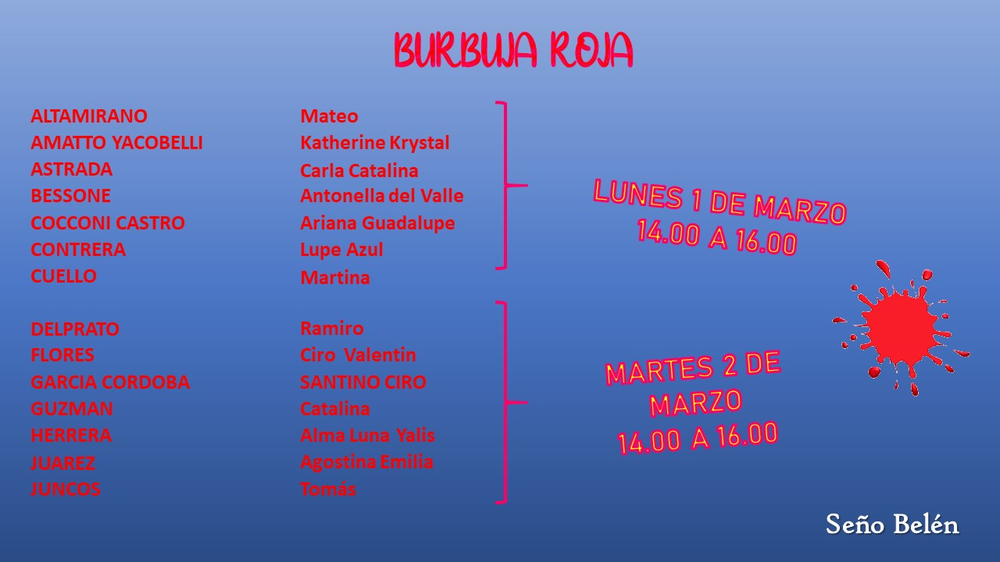 BURBUJA ROJA
ALTAMIRANO Mateo
AMATTO YACOBELLI Katherine Krystal
ASTRADA Carla Catalina
BESSONE Antonella del Valle
COCCONI CASTRO Ariana Guadalupe
CONTRERA Lupe Azul
CUELLO Martina
LUNES 1 DE MARZO
14.00 A 16.00
DELPRATO Ramiro
FLORES Ciro Valentin
GARCIA CORDOBA SANTINO CIRO
GUZMAN Catalina
HERRERA Alma Luna Yalis
JUAREZ Agostina Emilia
JUNCOS Tomás
MARTES 2 DE
MARZO
14.00 A 16.00
Seño Belén